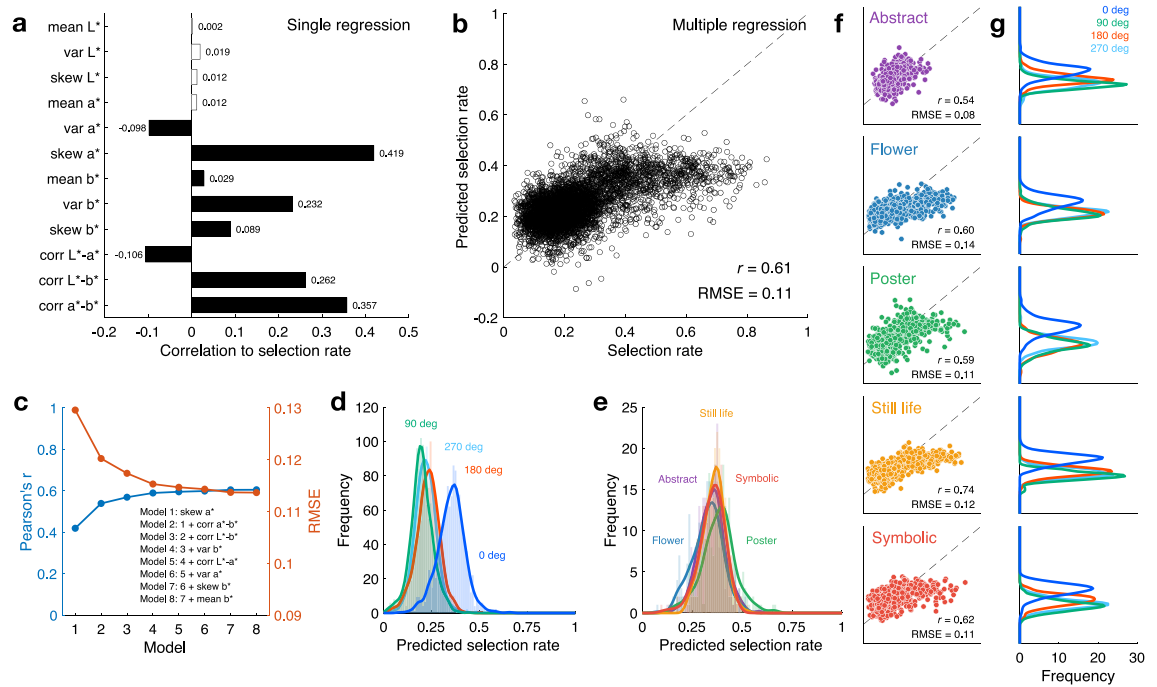 a
Single regression
mean L*
var L*
skew L*
mean a*
var a*
skew a*
mean b*
var b*
skew b*
corr L*-a*
corr L*-b*
corr a*-b*
0.002
0.019
0.012
0.012
-0.098
0.419
0.029
0.232
0.089
-0.106
0.262
0.357
-0.2
-0.1
0
0.1
0.2
0.3
0.4
0.5
Correlation to selection rate
b
Multiple regression
1
0.8
0.6
0.4
0.2
0
-0.2
Predicted selection rate
r = 0.61
RMSE = 0.11
0
0.2
0.4
0.6
0.8
1
Selection rate
c
1
0.8
0.6
0.4
0.2
0
Pearson's r
0.13
0.12
0.11
0.1
0.09
RMSE
Model 1: skew a*
Model 2: 1 + corr a*-b*
Model 3: 2 + corr L*-b*
Model 4: 3 + var b*
Model 5: 4 + corr L*-a*
Model 6: 5 + var a*
Model 7: 6 + skew b*
Model 8: 7 + mean b*
1
2
3
4
5
6
7
8
Model
d
120
100
80
60
40
20
0
Frequency
90 deg
270 deg
180 deg
0 deg
0
0.25
0.5
0.75
1
Predicted selection rate
e
25
20
15
10
5
0
Frequency
Still life
Abstract
Symbolic
Flower
Poster
0
0.25
0.5
0.75
1
Predicted selection rate
f
Abstract
r = 0.54
RMSE = 0.08
Flower
r = 0.60
RMSE = 0.14
Poster
r = 0.59
RMSE = 0.11
Still life
r = 0.74
RMSE = 0.12
Symbolic
r = 0.62
RMSE = 0.11
g
0 deg
90 deg
180 deg
270 deg
0
10
20
30
Frequency